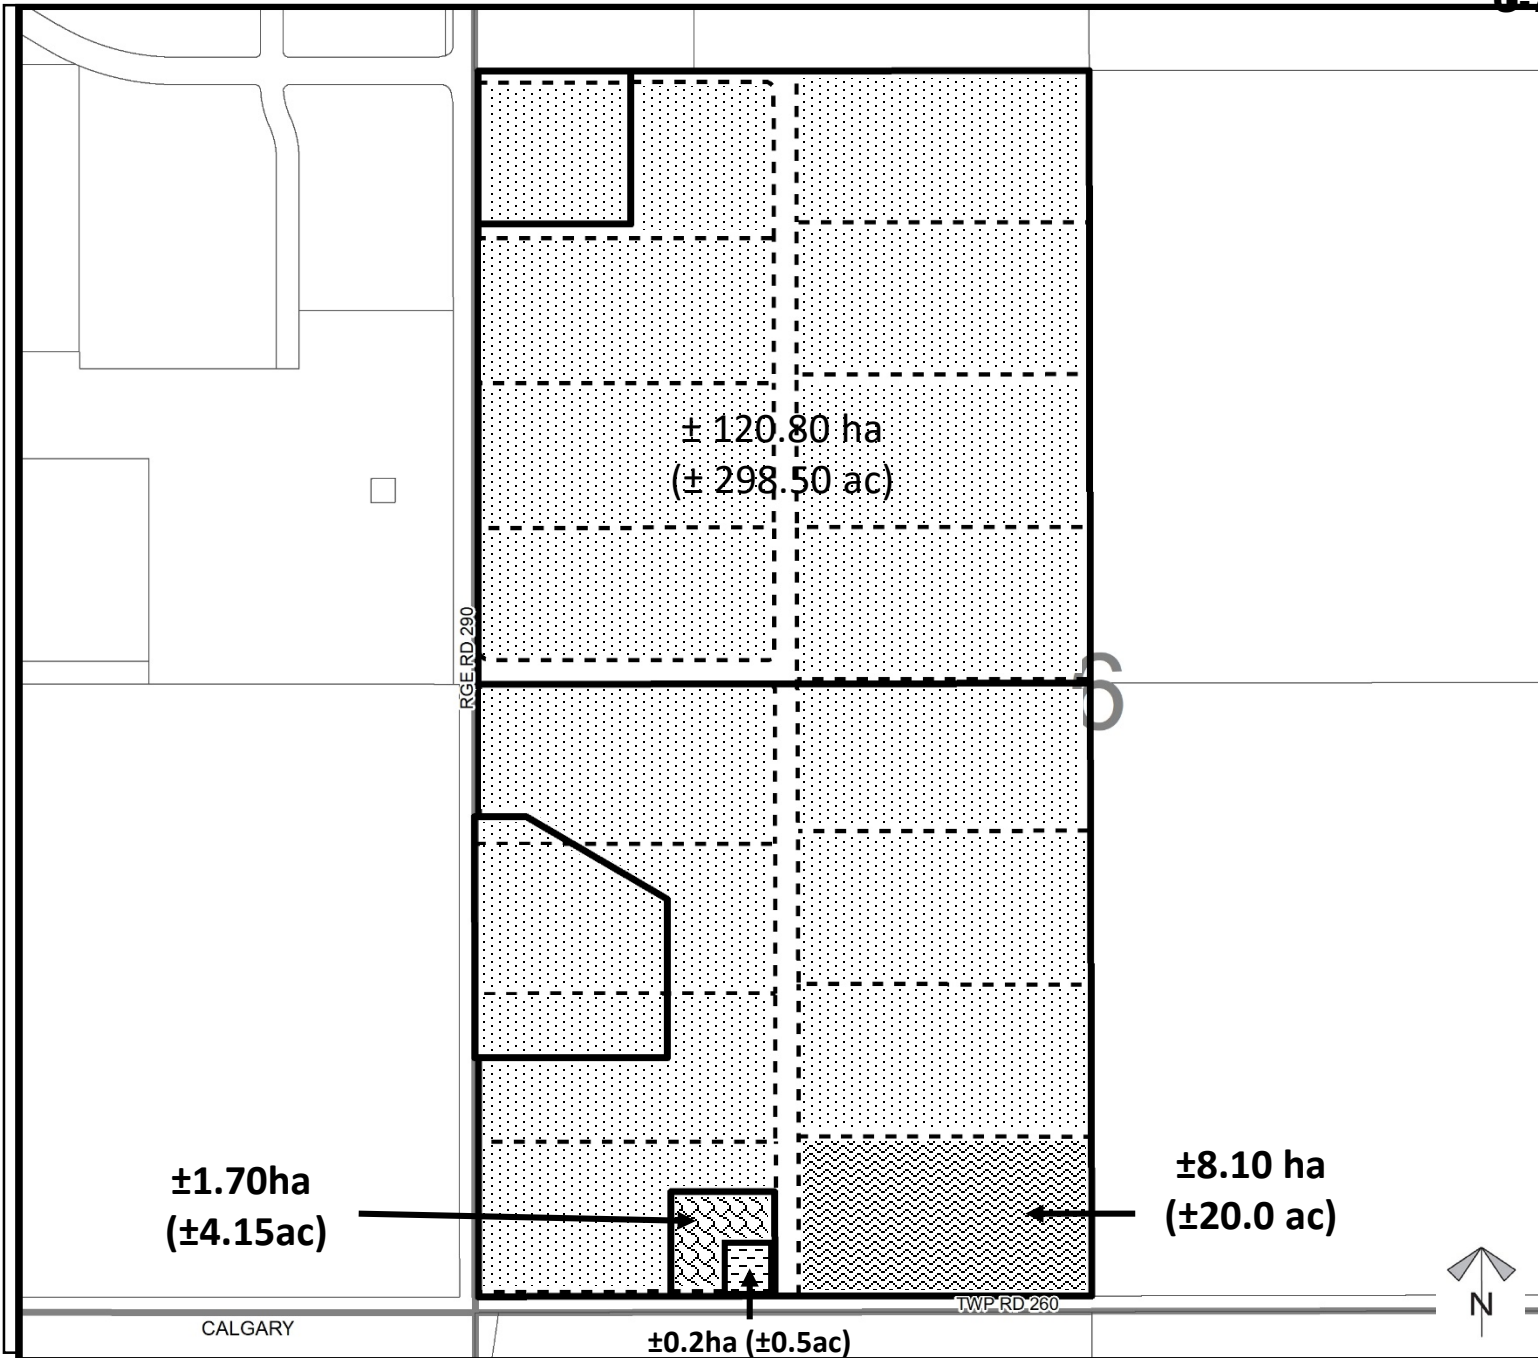 ± 120.80 ha
(± 298.50 ac)
RGE RD 290
6
±1.70ha
(±4.15ac)
±8.10 ha
(±20.0 ac)
TWP RD 260
N
CALGARY
±0.2ha (±0.5ac)